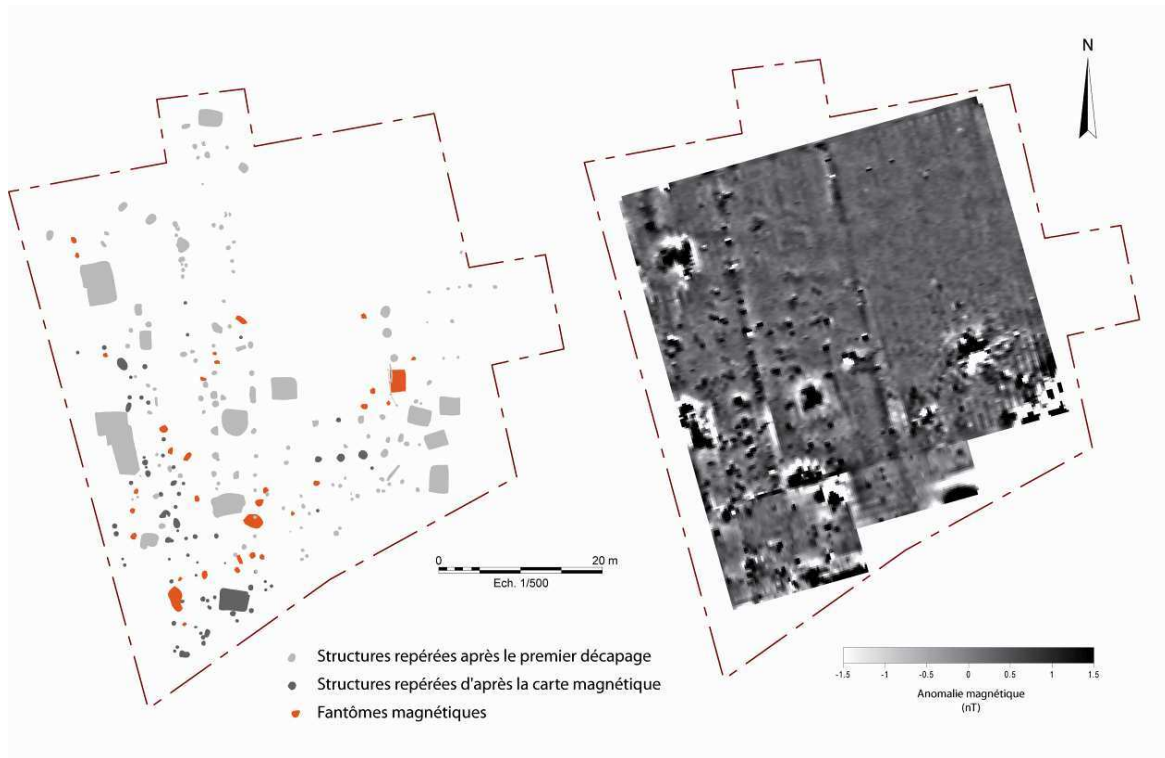 N
0 20 m
Ech. 1/500
Structures repérées après le premier décapage
Structures repérées d'après la carte magnétique
Fantômes magnétiques
-1.5 -1 -0.5 0 0.5 1 1.5
Anomalie magnétique
(nT)